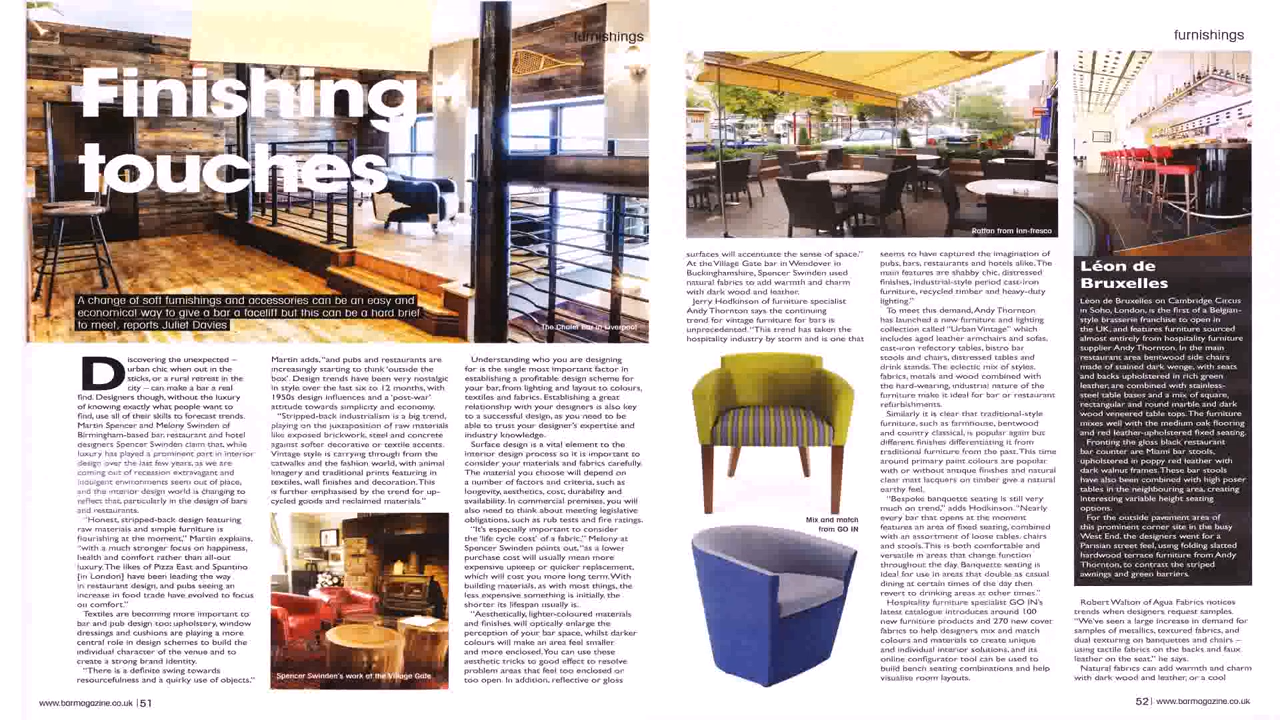 furnishings
Finishing
touches
A change of soft furnishings and accessories can be an easy and
economical way to give a bar a facelift but this can be a hard brief
to meet, reports Juliet Davies
The Chalet Bar in Liverpool
Discovering the unexpected –
urban chic when out in the
sticks, or a rural retreat in the
city – can make a bar a real
find. Designers though, without the luxury
of knowing exactly what people want to
find, use all of their skills to forecast trends.
Martin Spencer and Melony Swinden of
Birmingham-based bar, restaurant and hotel
designers Spencer Swinden claim that, while
luxury has played a prominent part in interior
design over the last few years, as we are
coming out of recession extravagant and
indulgent environments seem out of place,
and the interior design world is changing to
reflect that, particularly in the design of bars
and restaurants.
"Honest, stripped-back design featuring
raw materials and simple furniture is
flourishing at the moment," Martin explains,
"with a much stronger focus on happiness,
health and comfort rather than all-out
luxury. The likes of Pizza East and Spuntino
[in London] have been leading the way
in restaurant design, and pubs seeing an
increase in food trade have evolved to focus
on comfort."
Textiles are becoming more important to
bar and pub design too: upholstery, window
dressings and cushions are playing a more
central role in design schemes to build the
individual character of the venue and to
create a strong brand identity.
"There is a definite swing towards
resourcefulness and a quirky use of objects,"
Martin adds, "and pubs and restaurants are
increasingly starting to think 'outside the
box'. Design trends have been very nostalgic
in style over the last six to 12 months, with
1950s design influences and a 'post-war'
attitude towards simplicity and economy.
"Stripped-back industrialism is a big trend,
playing on the juxtaposition of raw materials
like exposed brickwork, steel and concrete
against softer decorative or textile accents.
Vintage style is carrying through from the
catwalks and the fashion world, with animal
imagery and traditional prints featuring in
textiles, wall finishes and decoration. This
is further emphasised by the trend for up-
cycled goods and reclaimed materials."
Spencer Swinden's work at the Village Gate
Understanding who you are designing
for is the single most important factor in
establishing a profitable design scheme for
your bar, from lighting and layout to colours,
textiles and fabrics. Establishing a great
relationship with your designers is also key
to a successful design, as you need to be
able to trust your designer's expertise and
industry knowledge.
Surface design is a vital element to the
interior design process so it is important to
consider your materials and fabrics carefully.
The material you choose will depend on
a number of factors and criteria, such as
longevity, aesthetics, cost, durability and
availability. In commercial premises, you will
also need to think about meeting legislative
obligations, such as rub tests and fire ratings.
"It's especially important to consider
the 'life cycle cost' of a fabric," Melony at
Spencer Swinden points out, "as a lower
purchase cost will usually mean more
expensive upkeep or quicker replacement,
which will cost you more long term. With
building materials, as with most things, the
less expensive something is initially, the
shorter its lifespan usually is.
"Aesthetically, lighter-coloured materials
and finishes will optically enlarge the
perception of your bar space, whilst darker
colours will make an area feel smaller
and more enclosed. You can use these
aesthetic tricks to good effect to resolve
problem areas that feel too enclosed or
too open. In addition, reflective or gloss
www.barmagazine.co.uk | 51
furnishings
Rattan from Inn-fresco
surfaces will accentuate the sense of space."
At the Village Gate bar in Wendover in
Buckinghamshire, Spencer Swinden used
natural fabrics to add warmth and charm
with dark wood and leather.
Jerry Hodkinson of furniture specialist
Andy Thornton says the continuing
trend for vintage furniture for bars is
unprecedented. "This trend has taken the
hospitality industry by storm and is one that
Mix and match
from GO IN
seems to have captured the imagination of
pubs, bars, restaurants and hotels alike. The
main features are shabby chic, distressed
finishes, industrial-style period cast-iron
furniture, recycled timber and heavy-duty
lighting."
To meet this demand, Andy Thornton
has launched a new furniture and lighting
collection called "Urban Vintage" which
includes aged leather armchairs and sofas,
cast-iron refectory tables, bistro bar
stools and chairs, distressed tables and
drink stands. The eclectic mix of styles,
fabrics, metals and wood combined with
the hard-wearing, industrial nature of the
furniture make it ideal for bar or restaurant
refurbishments.
Similarly it is clear that traditional-style
furniture, such as farmhouse, bentwood
and country classical, is popular again but
different finishes differentiating it from
traditional furniture from the past. This time
around primary paint colours are popular
with or without antique finishes and natural
clear matt lacquers on timber give a natural
earthy feel.
"Bespoke banquette seating is still very
much on trend," adds Hodkinson. "Nearly
every bar that opens at the moment
features an area of fixed seating, combined
with an assortment of loose tables, chairs
and stools. This is both comfortable and
versatile in areas that change function
throughout the day. Banquette seating is
ideal for use in areas that double as casual
dining at certain times of the day then
revert to drinking areas at other times."
Hospitality furniture specialist GO IN's
latest catalogue introduces around 100
new furniture products and 270 new cover
fabrics to help designers mix and match
colours and materials to create unique
and individual interior solutions, and its
online configurator tool can be used to
build bench seating combinations and help
visualise room layouts.
Léon de
Bruxelles
Léon de Bruxelles on Cambridge Circus
in Soho, London, is the first of a Belgian-
style brasserie franchise to open in
the UK, and features furniture sourced
almost entirely from hospitality furniture
supplier Andy Thornton. In the main
restaurant area bentwood side chairs
made of stained dark wenge, with seats
and backs upholstered in rich green
leather, are combined with stainless-
steel table bases and a mix of square,
rectangular and round marble and dark
wood veneered table tops. The furniture
mixes well with the medium oak flooring
and red leather-upholstered fixed seating.
Fronting the gloss black restaurant
bar counter are Miami bar stools,
upholstered in poppy red leather with
dark walnut frames. These bar stools
have also been combined with high poser
tables in the neighbouring area, creating
interesting variable height seating
options.
For the outside pavement area of
this prominent corner site in the busy
West End, the designers went for a
Parisian street feel, using folding slatted
hardwood terrace furniture from Andy
Thornton, to contrast the striped
awnings and green barriers.
Robert Walton of Agua Fabrics notices
trends when designers request samples.
"We've seen a large increase in demand for
samples of metallics, textured fabrics, and
dual texturing on banquettes and chairs –
using tactile fabrics on the backs and faux
leather on the seat," he says.
Natural fabrics can add warmth and charm
with dark wood and leather, or a cool
52 | www.barmagazine.co.uk